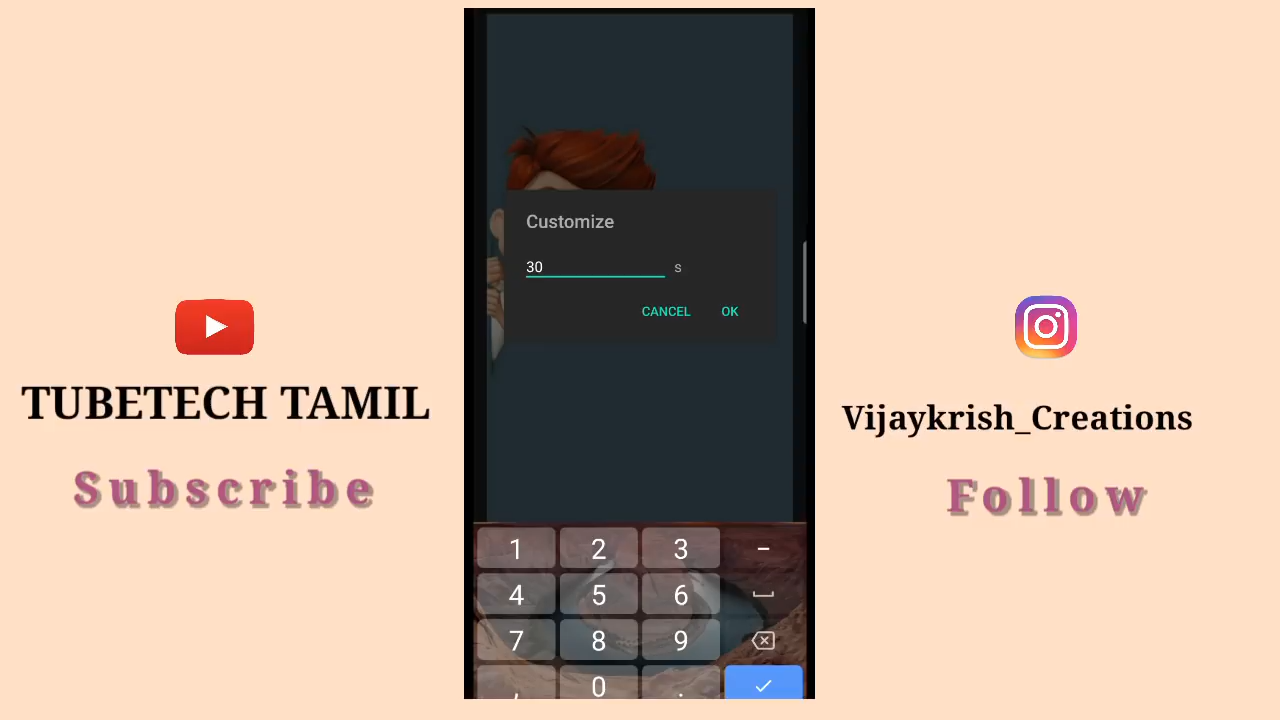 Customize
30 s
CANCEL OK
TUBETECH TAMIL
Subscribe
Vijaykrish_Creations
Follow
1 2 3 -
4 5 6
7 8 9
, 0 .